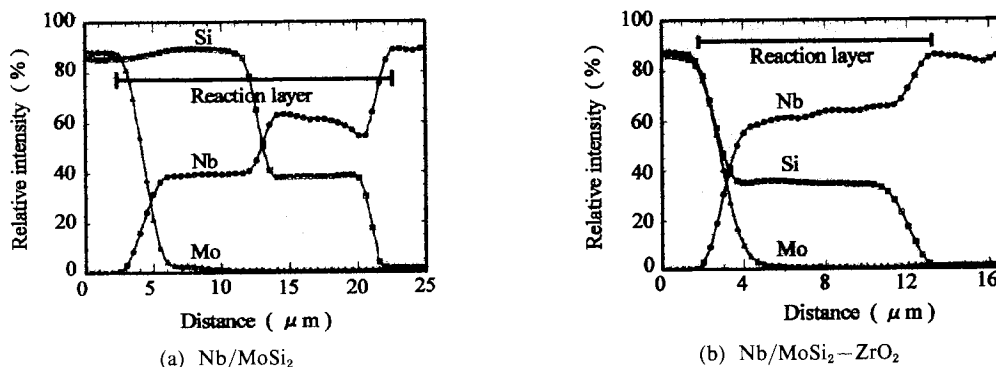 100
80
60
40
20
0
Relative intensity (%)
Si
Reaction layer
Nb
Mo
0 5 10 15 20 25
Distance ( μm)
(a) Nb/MoSi₂
100
80
60
40
20
0
Relative intensity (%)
Reaction layer
Nb
Si
Mo
0 4 8 12 16
Distance ( μm)
(b) Nb/MoSi₂—ZrO₂